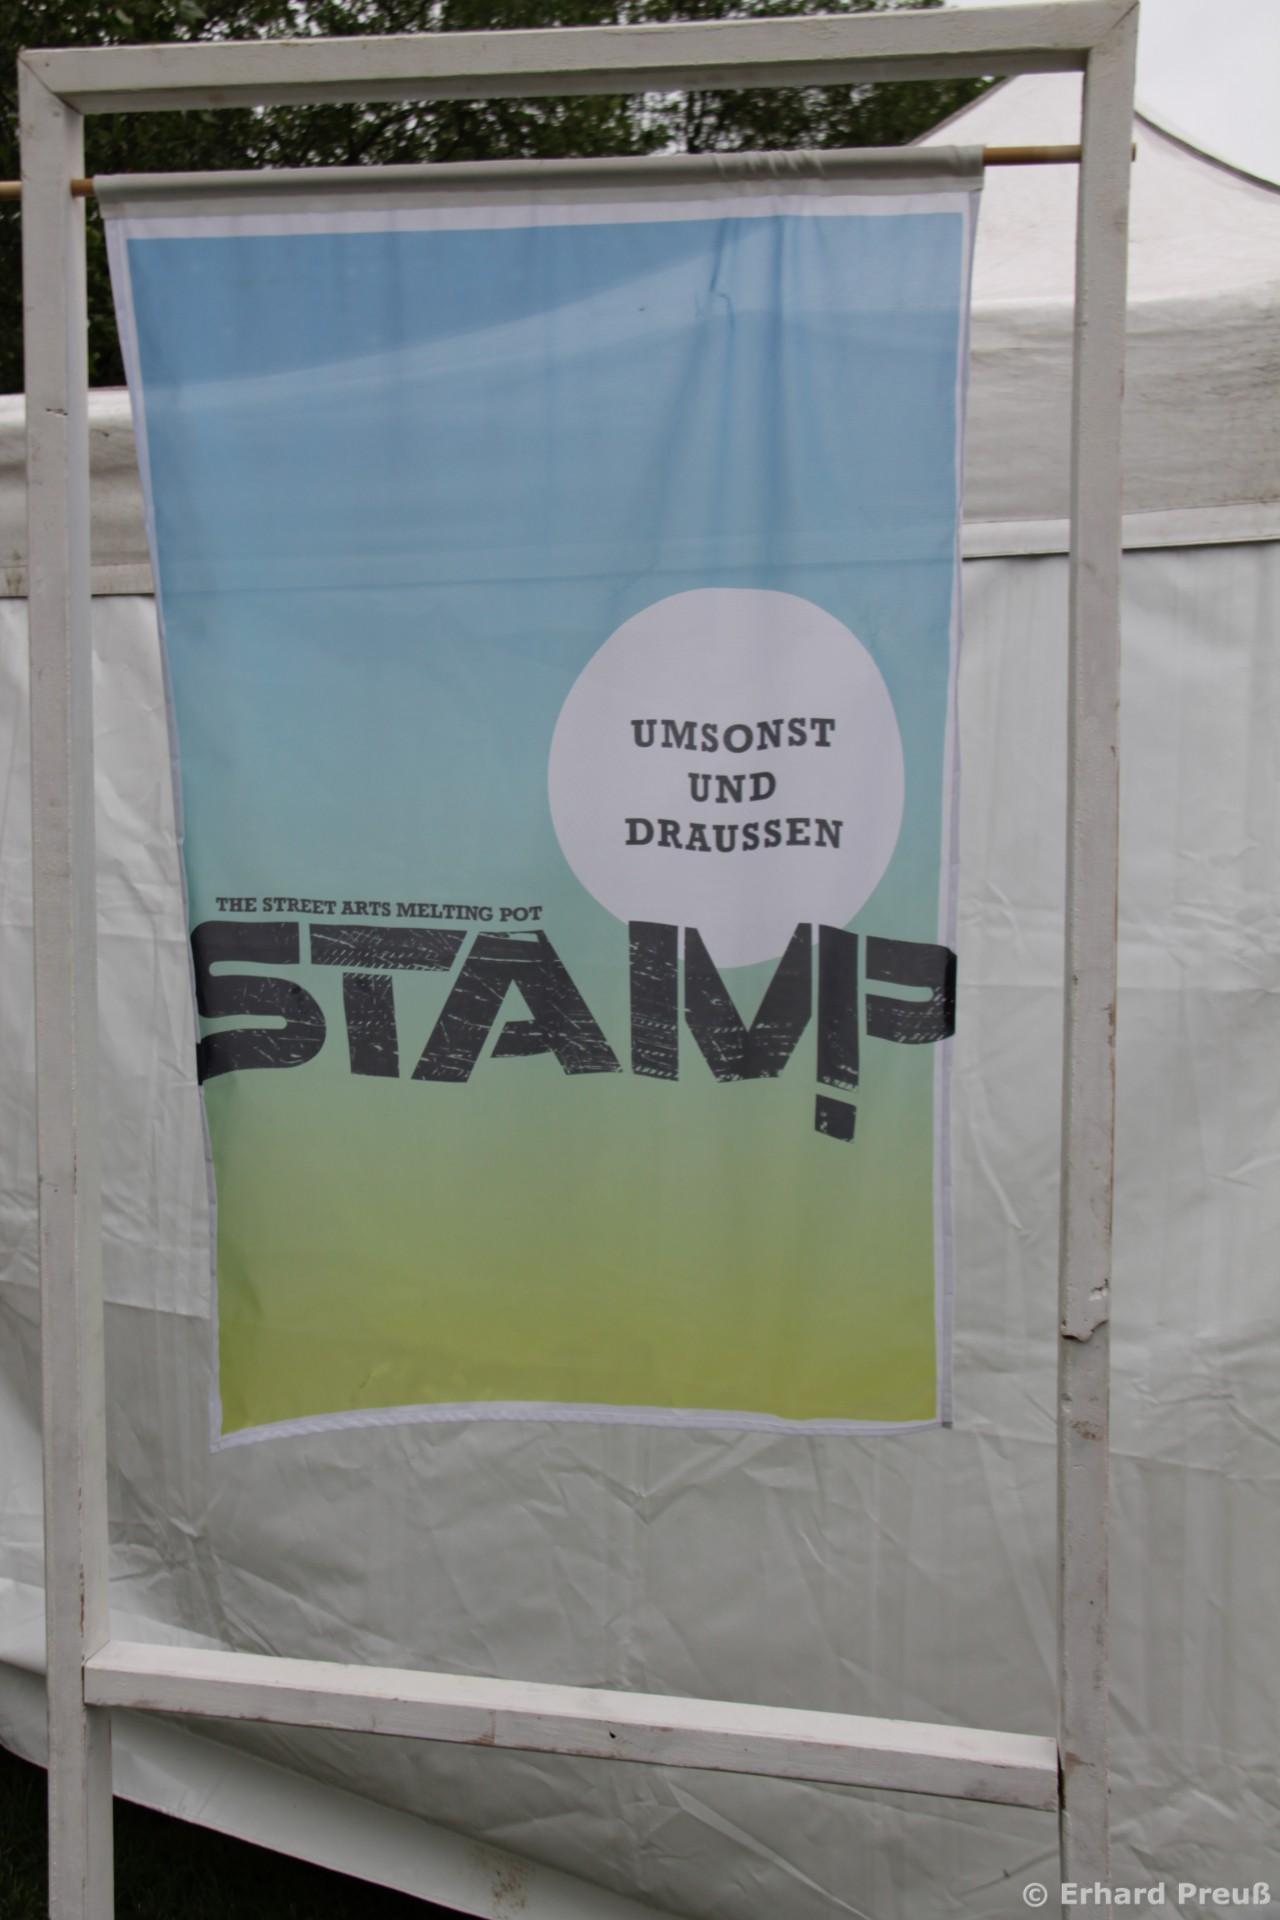 UMSONST
UND
DRAUSSEN
THE STREET ARTS MELTING POT
STAMP!
© Erhard Preuß